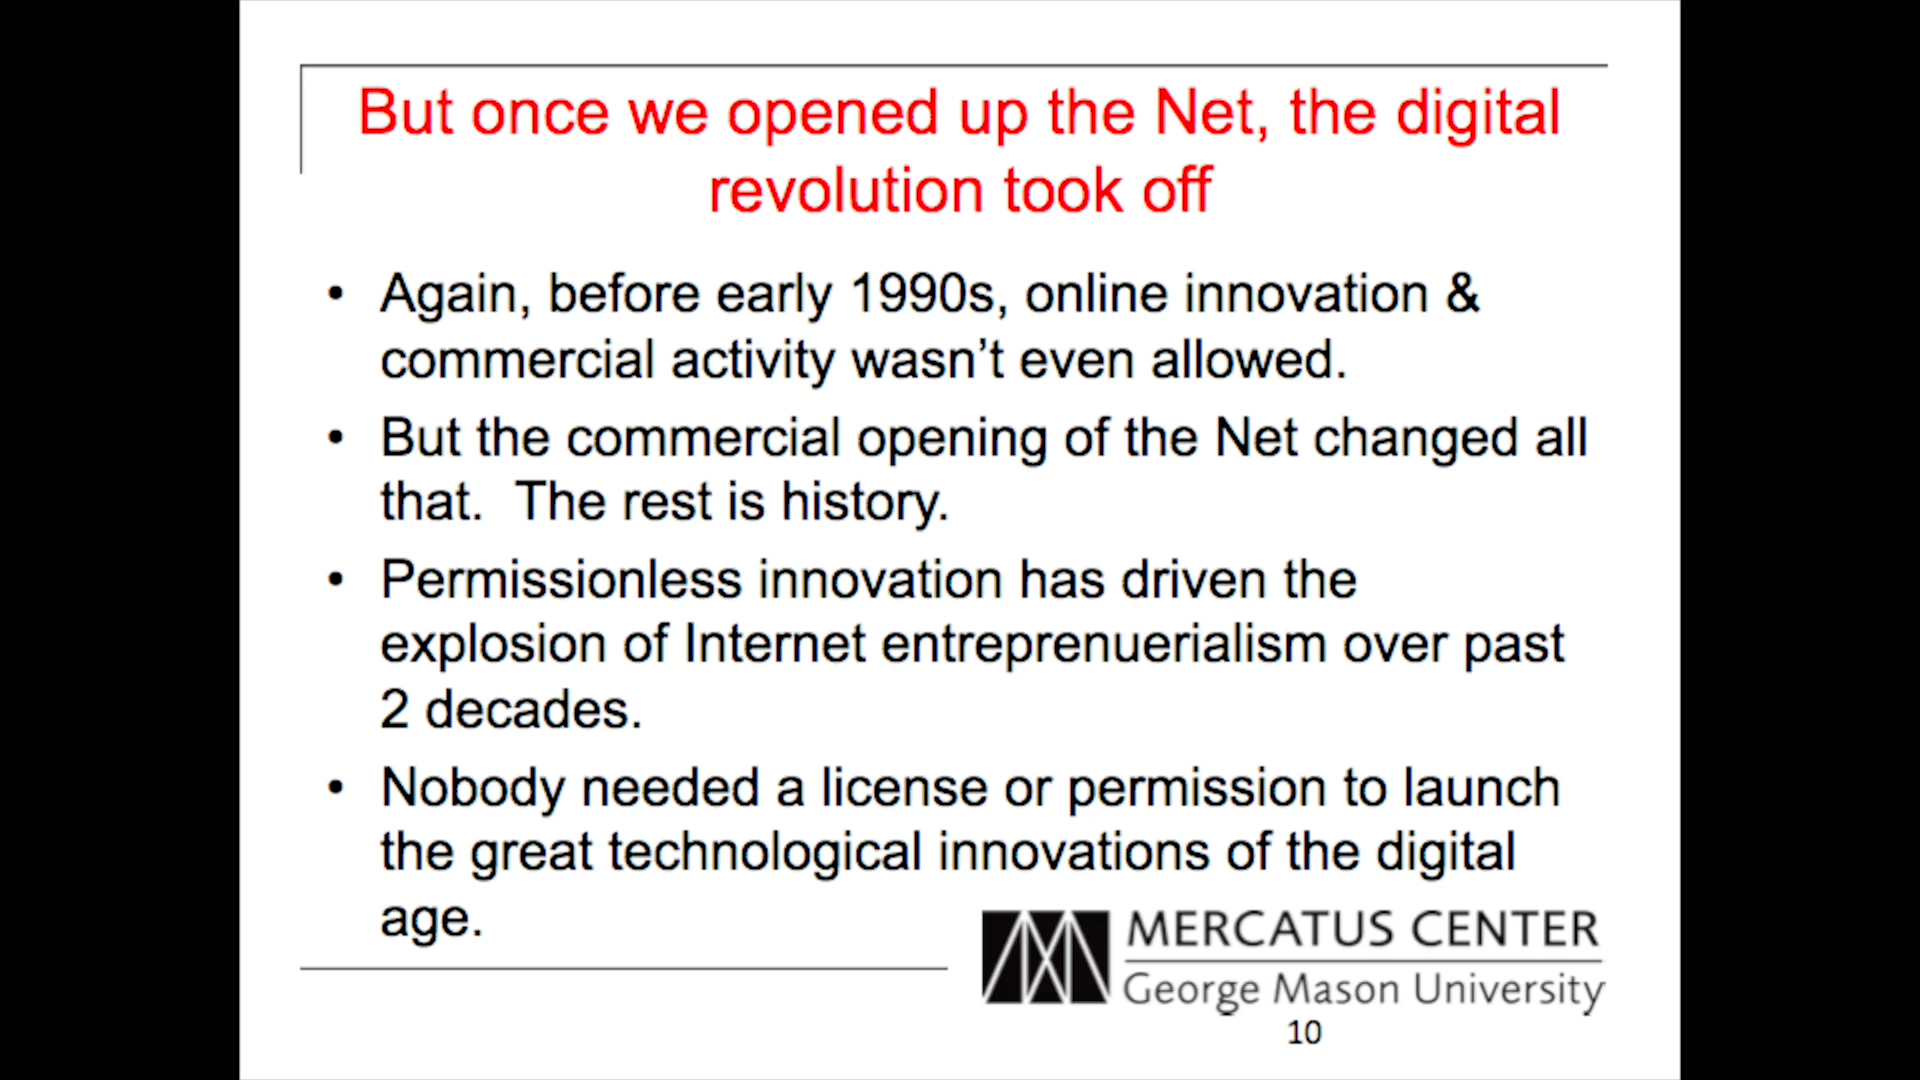 But once we opened up the Net, the digital
revolution took off
• Again, before early 1990s, online innovation &
commercial activity wasn’t even allowed.
• But the commercial opening of the Net changed all
that.  The rest is history.
• Permissionless innovation has driven the
explosion of Internet entreprenuerialism over past
2 decades.
• Nobody needed a license or permission to launch
the great technological innovations of the digital
age.
MERCATUS CENTER
George Mason University
10